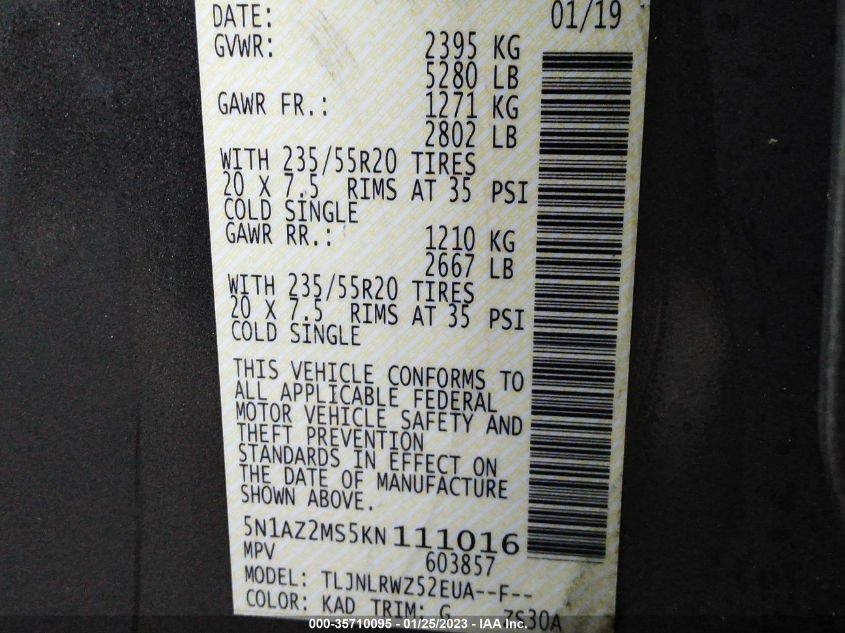 DATE: 01/19
GVWR: 2395 KG
5280 LB
GAWR FR.: 1271 KG
2802 LB
WITH 235/55R20 TIRES
20 X 7.5 RIMS AT 35 PSI
COLD SINGLE
GAWR RR.: 1210 KG
2667 LB
WITH 235/55R20 TIRES
20 X 7.5 RIMS AT 35 PSI
COLD SINGLE
THIS VEHICLE CONFORMS TO
ALL APPLICABLE FEDERAL
MOTOR VEHICLE SAFETY AND
THEFT PREVENTION
STANDARDS IN EFFECT ON
THE DATE OF MANUFACTURE
SHOWN ABOVE.
5N1AZ2MS5KN111016
MPV 603857
MODEL: TLJNLRWZ52EUA--F--
COLOR: KAD TRIM: G ZS30A
000-35710095 - 01/25/2023 - IAA Inc.